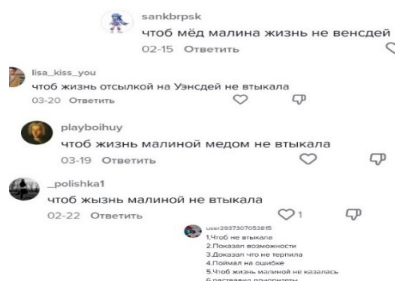 sankbrpsk
чтоб мёд малина жизнь не венсдей
02-15 Ответить
lisa_kiss_you
чтоб жизнь отсылкой на Уэнсдей не втыкала
03-20 Ответить
playboihuy
чтоб жизнь малиной медом не втыкала
03-19 Ответить
_polishka1
чтоб жызнь малиной не втыкала
02-22 Ответить 1
1.Чтоб не втыкала
2.Показал возможности
3.Доказал что не терпила
4.Поймал на ошибке
5.Чтоб жизнь малиной не казалась